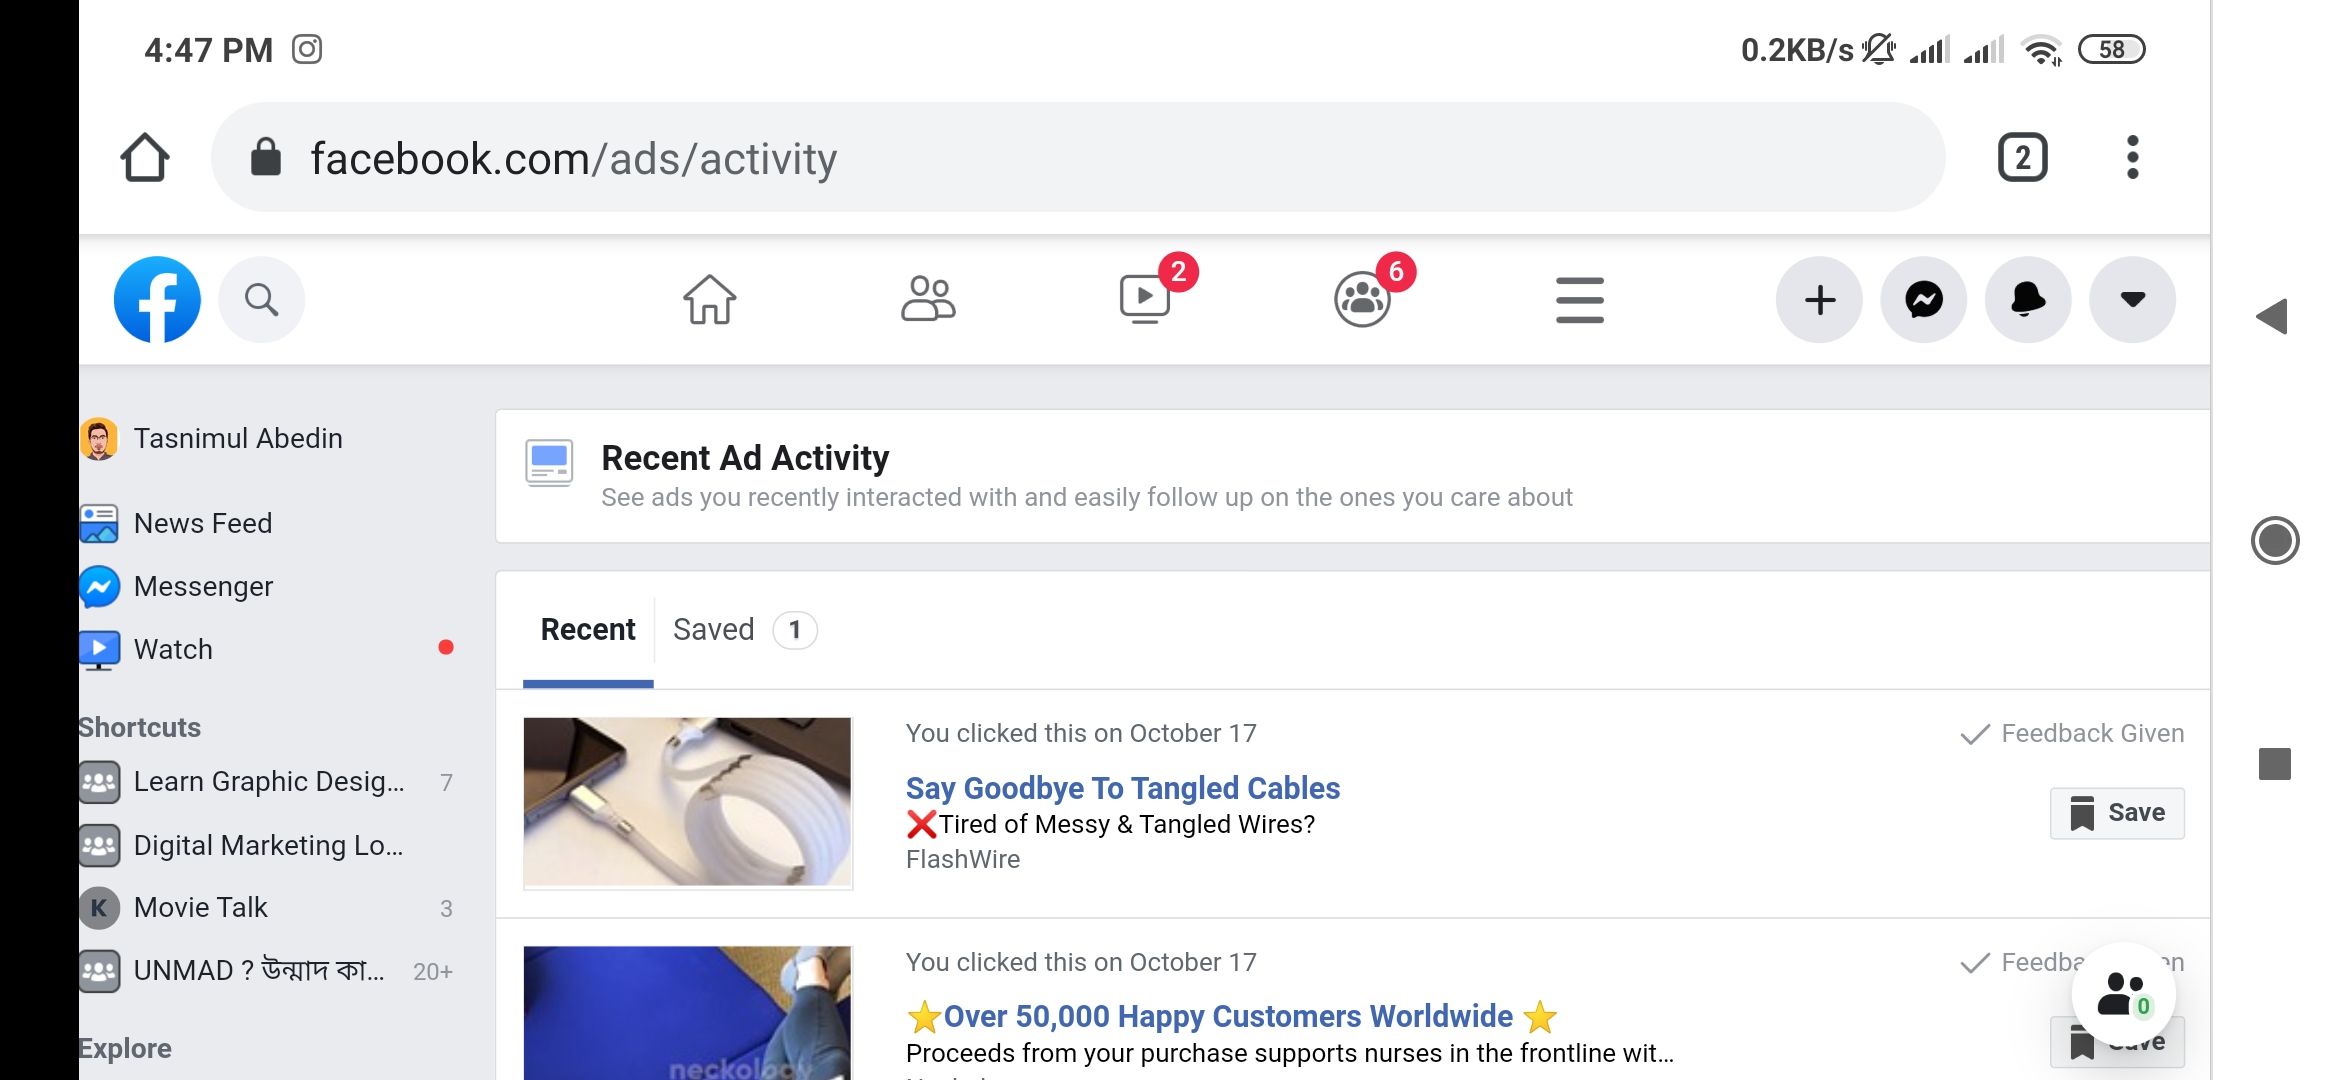 4:47 PM
0.2KB/s
58
facebook.com/ads/activity
2
2
6
Tasnimul Abedin
News Feed
Messenger
Watch
Shortcuts
Learn Graphic Desig... 7
Digital Marketing Lo...
K Movie Talk 3
UNMAD ? উন্মাদ কা... 20+
Explore
Recent Ad Activity
See ads you recently interacted with and easily follow up on the ones you care about
Recent Saved 1
You clicked this on October 17
Feedback Given
Say Goodbye To Tangled Cables
❌Tired of Messy & Tangled Wires?
Save
FlashWire
You clicked this on October 17
⭐Over 50,000 Happy Customers Worldwide ⭐
Proceeds from your purchase supports nurses in the frontline wit...
neckology
0